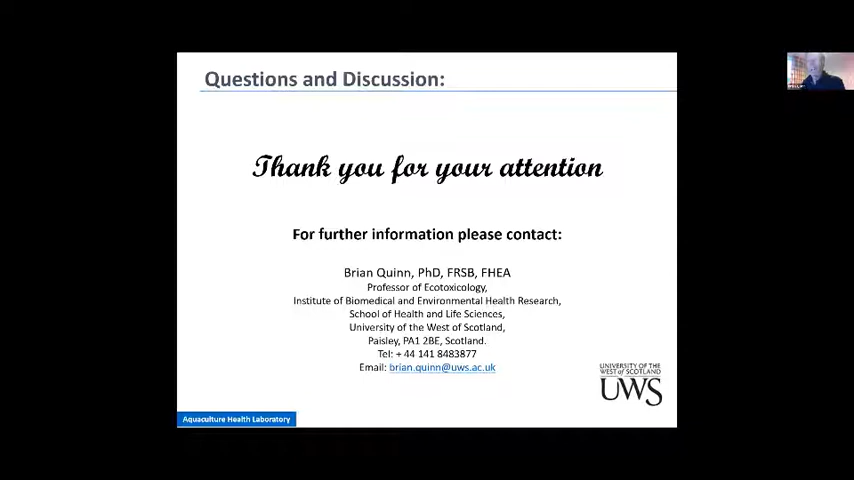 Questions and Discussion:
Thank you for your attention
For further information please contact:
Brian Quinn, PhD, FRSB, FHEA
Professor of Ecotoxicology,
Institute of Biomedical and Environmental Health Research,
School of Health and Life Sciences,
University of the West of Scotland,
Paisley, PA1 2BE, Scotland.
Tel: + 44 141 8483877
Email: brian.quinn@uws.ac.uk
UNIVERSITY OF THE
WEST of SCOTLAND
UWS
Aquaculture Health Laboratory